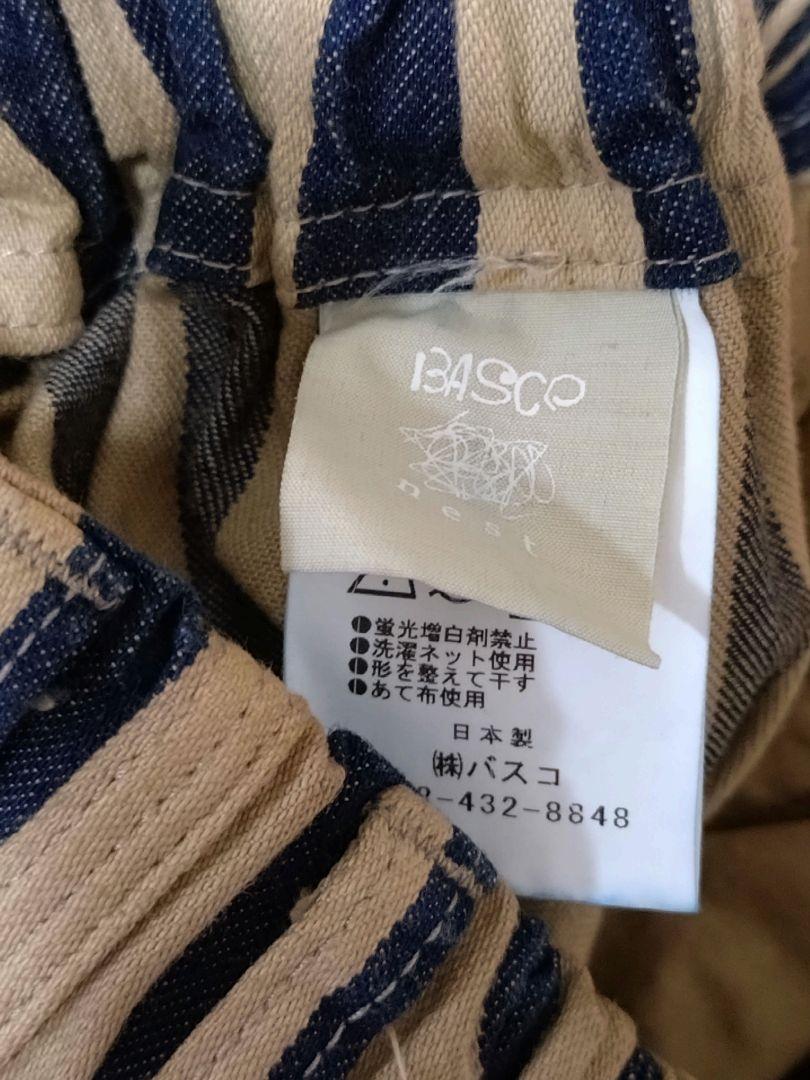 BASCO
nest
●蛍光増白剤禁止
●洗濯ネット使用
●形を整えて干す
●あて布使用
日本製
㈱バスコ
2-432-8848